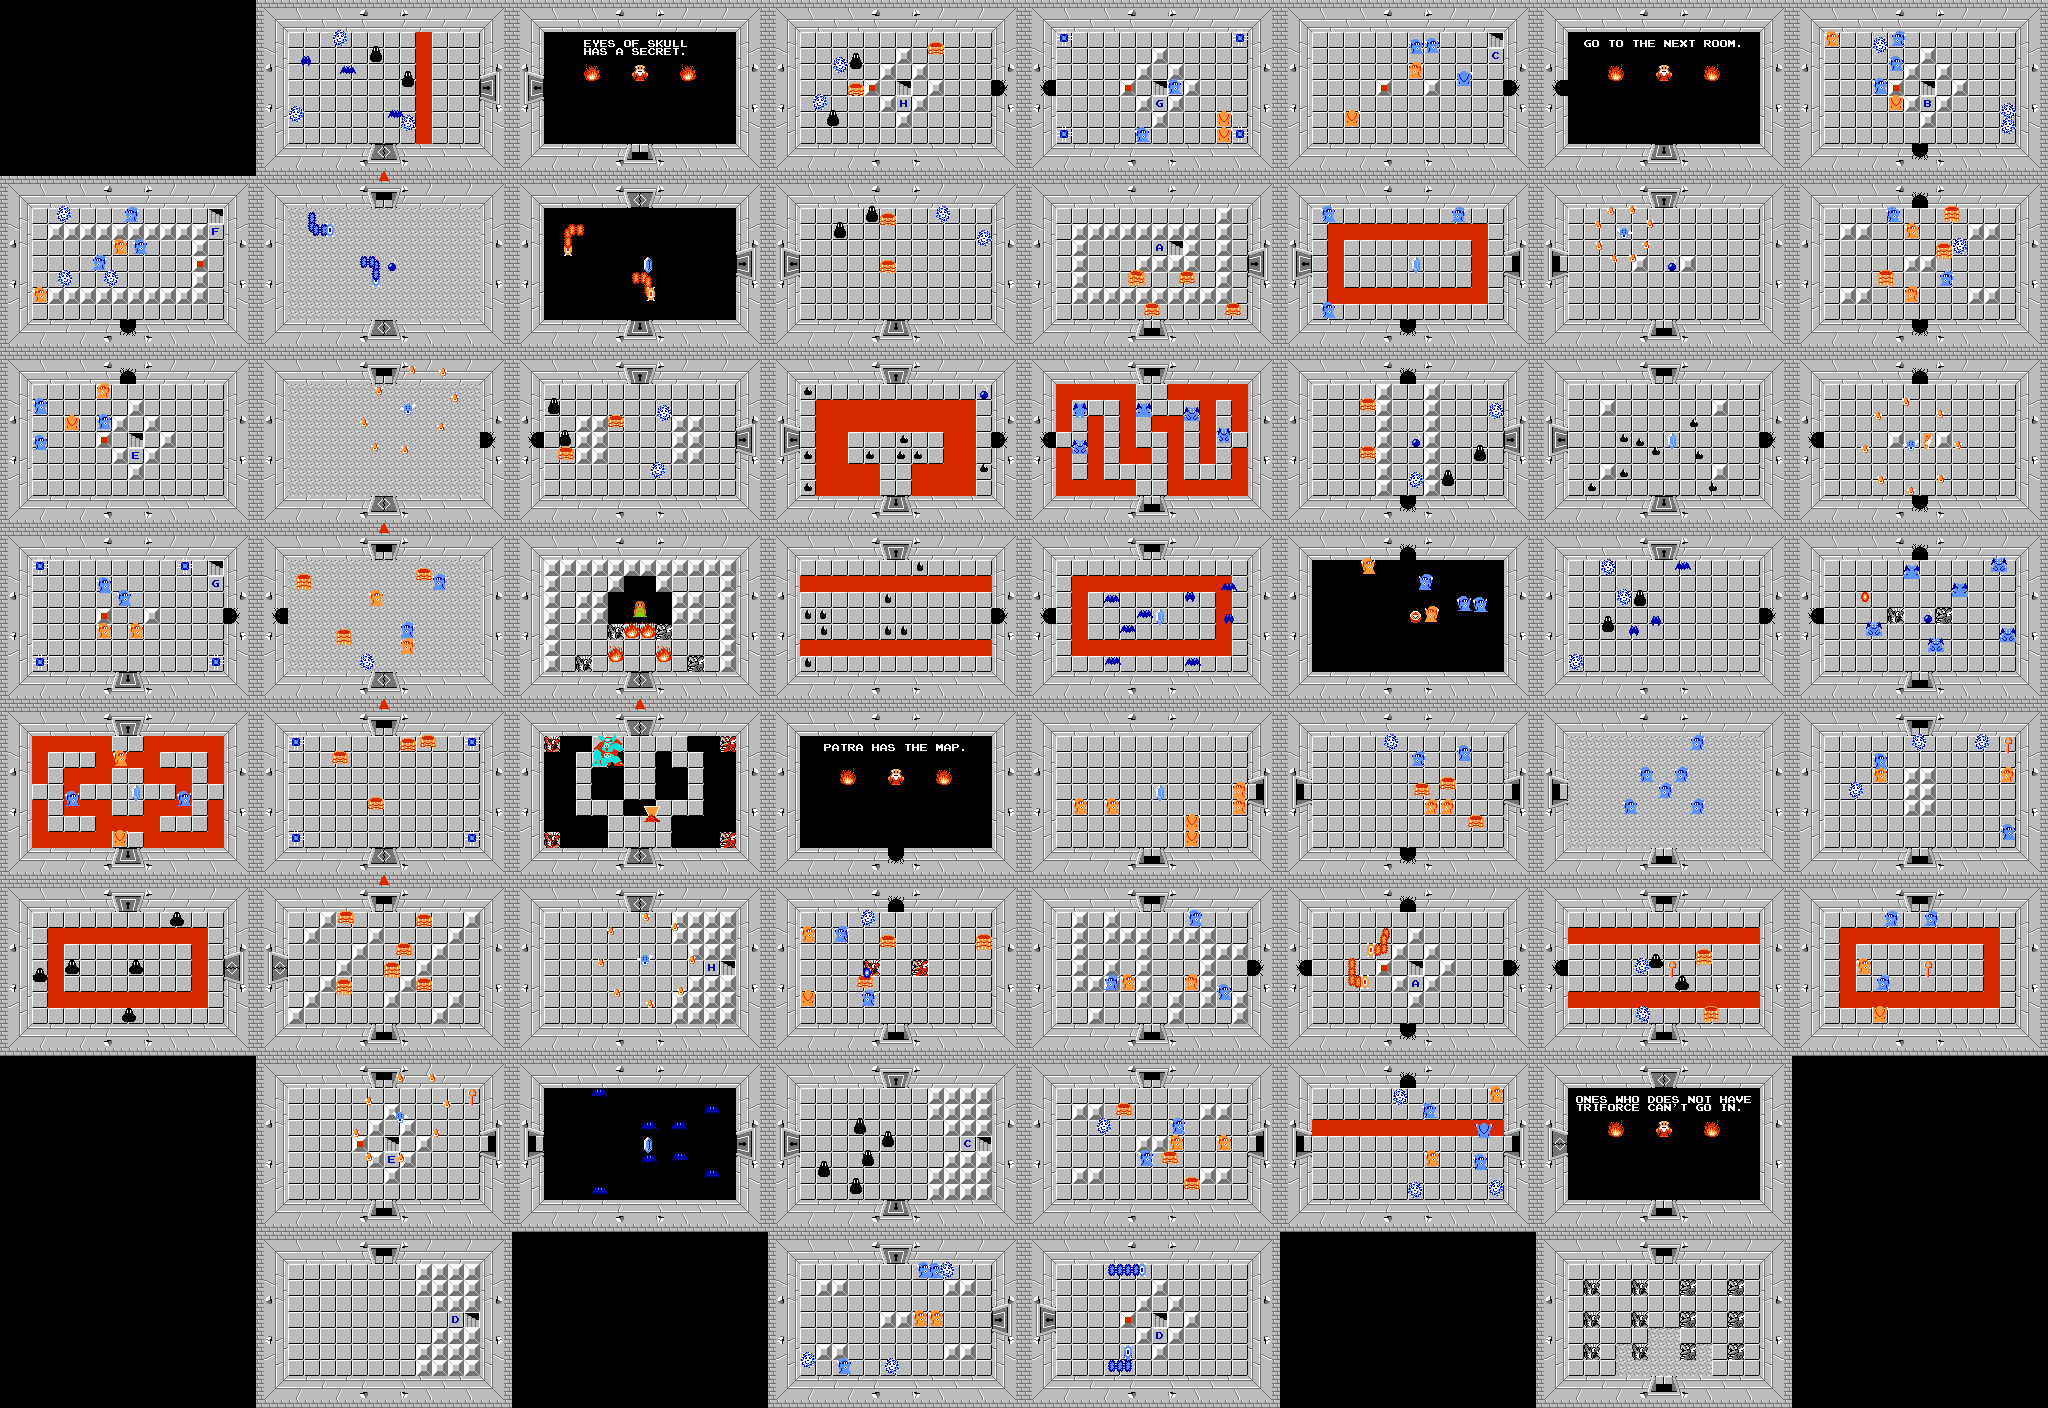 EYES OF SKULL
HAS A SECRET.
H
G
C
GO TO THE NEXT ROOM.
B
F
A
E
G
PATRA HAS THE MAP.
H
A
E
C
ONES WHO DOES NOT HAVE
TRIFORCE CAN'T GO IN.
D
D